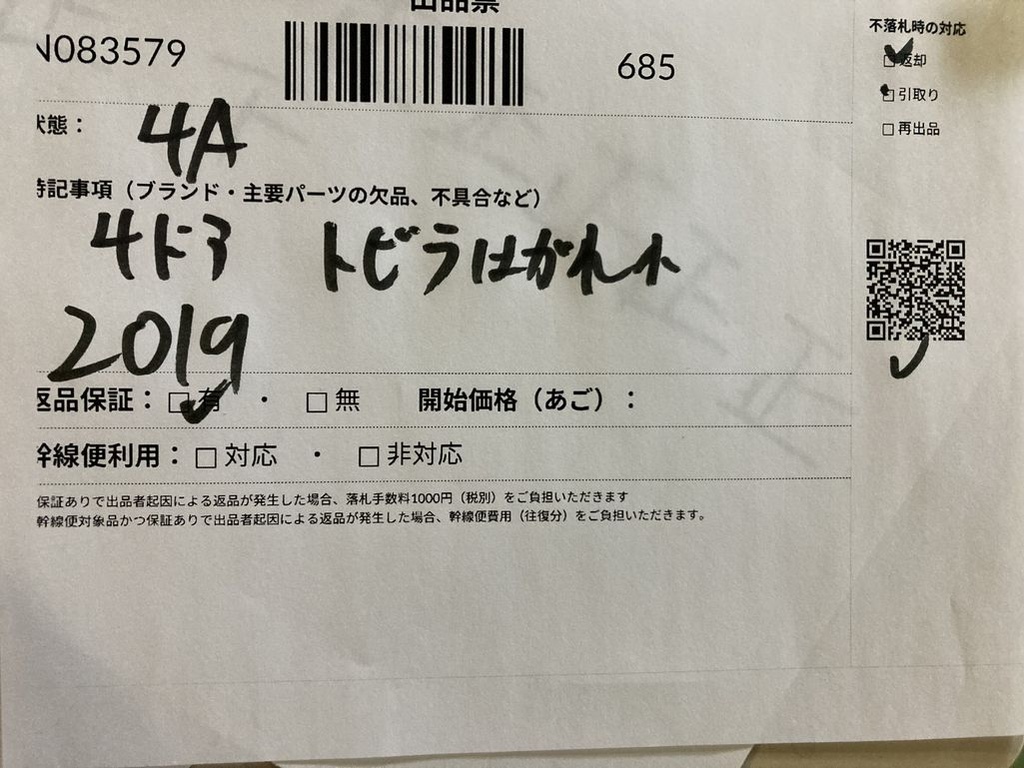 出品票
N083579
685
状態：4A
特記事項（ブランド・主要パーツの欠品、不具合など）
4ドア トビラはがれ小
2019
返品保証：☑有 ・ ☐無 開始価格（あご）：
幹線便利用：☐対応 ・ ☐非対応
保証ありで出品者起因による返品が発生した場合、落札手数料1000円（税別）をご負担いただきます
幹線便対象品かつ保証ありで出品者起因による返品が発生した場合、幹線便費用（往復分）をご負担いただきます。
不落札時の対応
☑返却
☐引取り
☐再出品